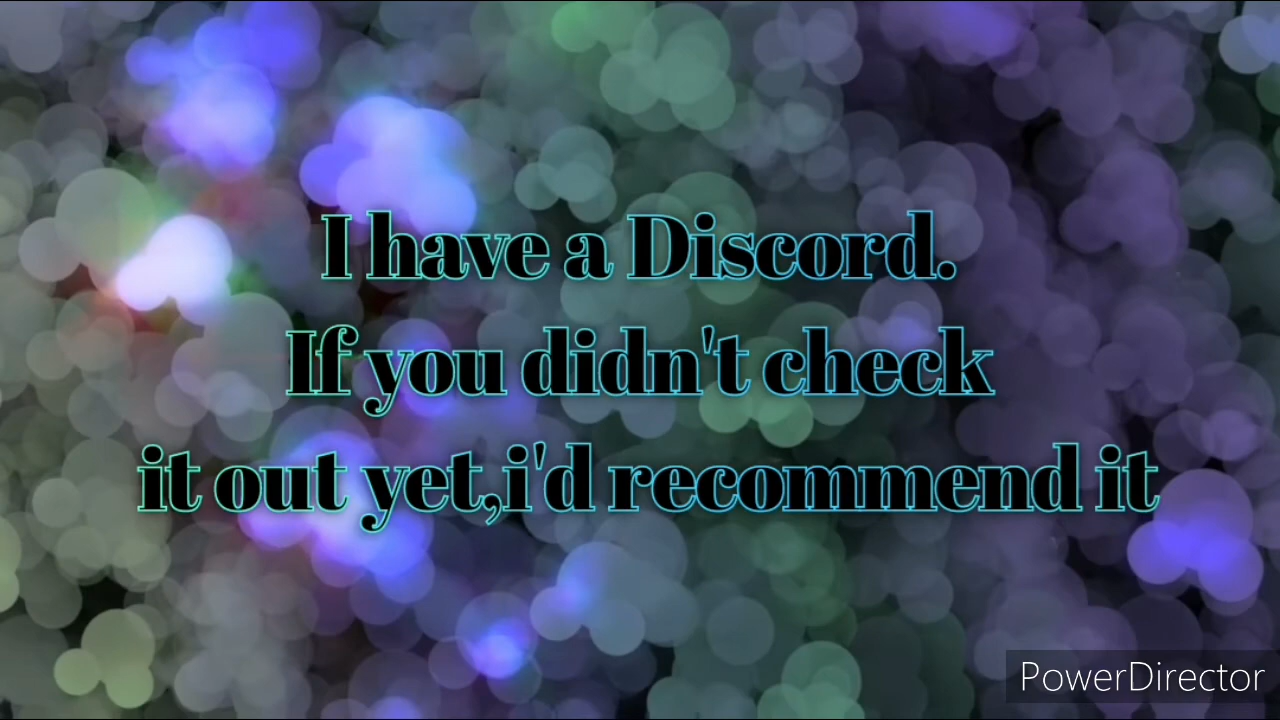 I have a Discord.
If you didn't check
it out yet,i'd recommend it
PowerDirector